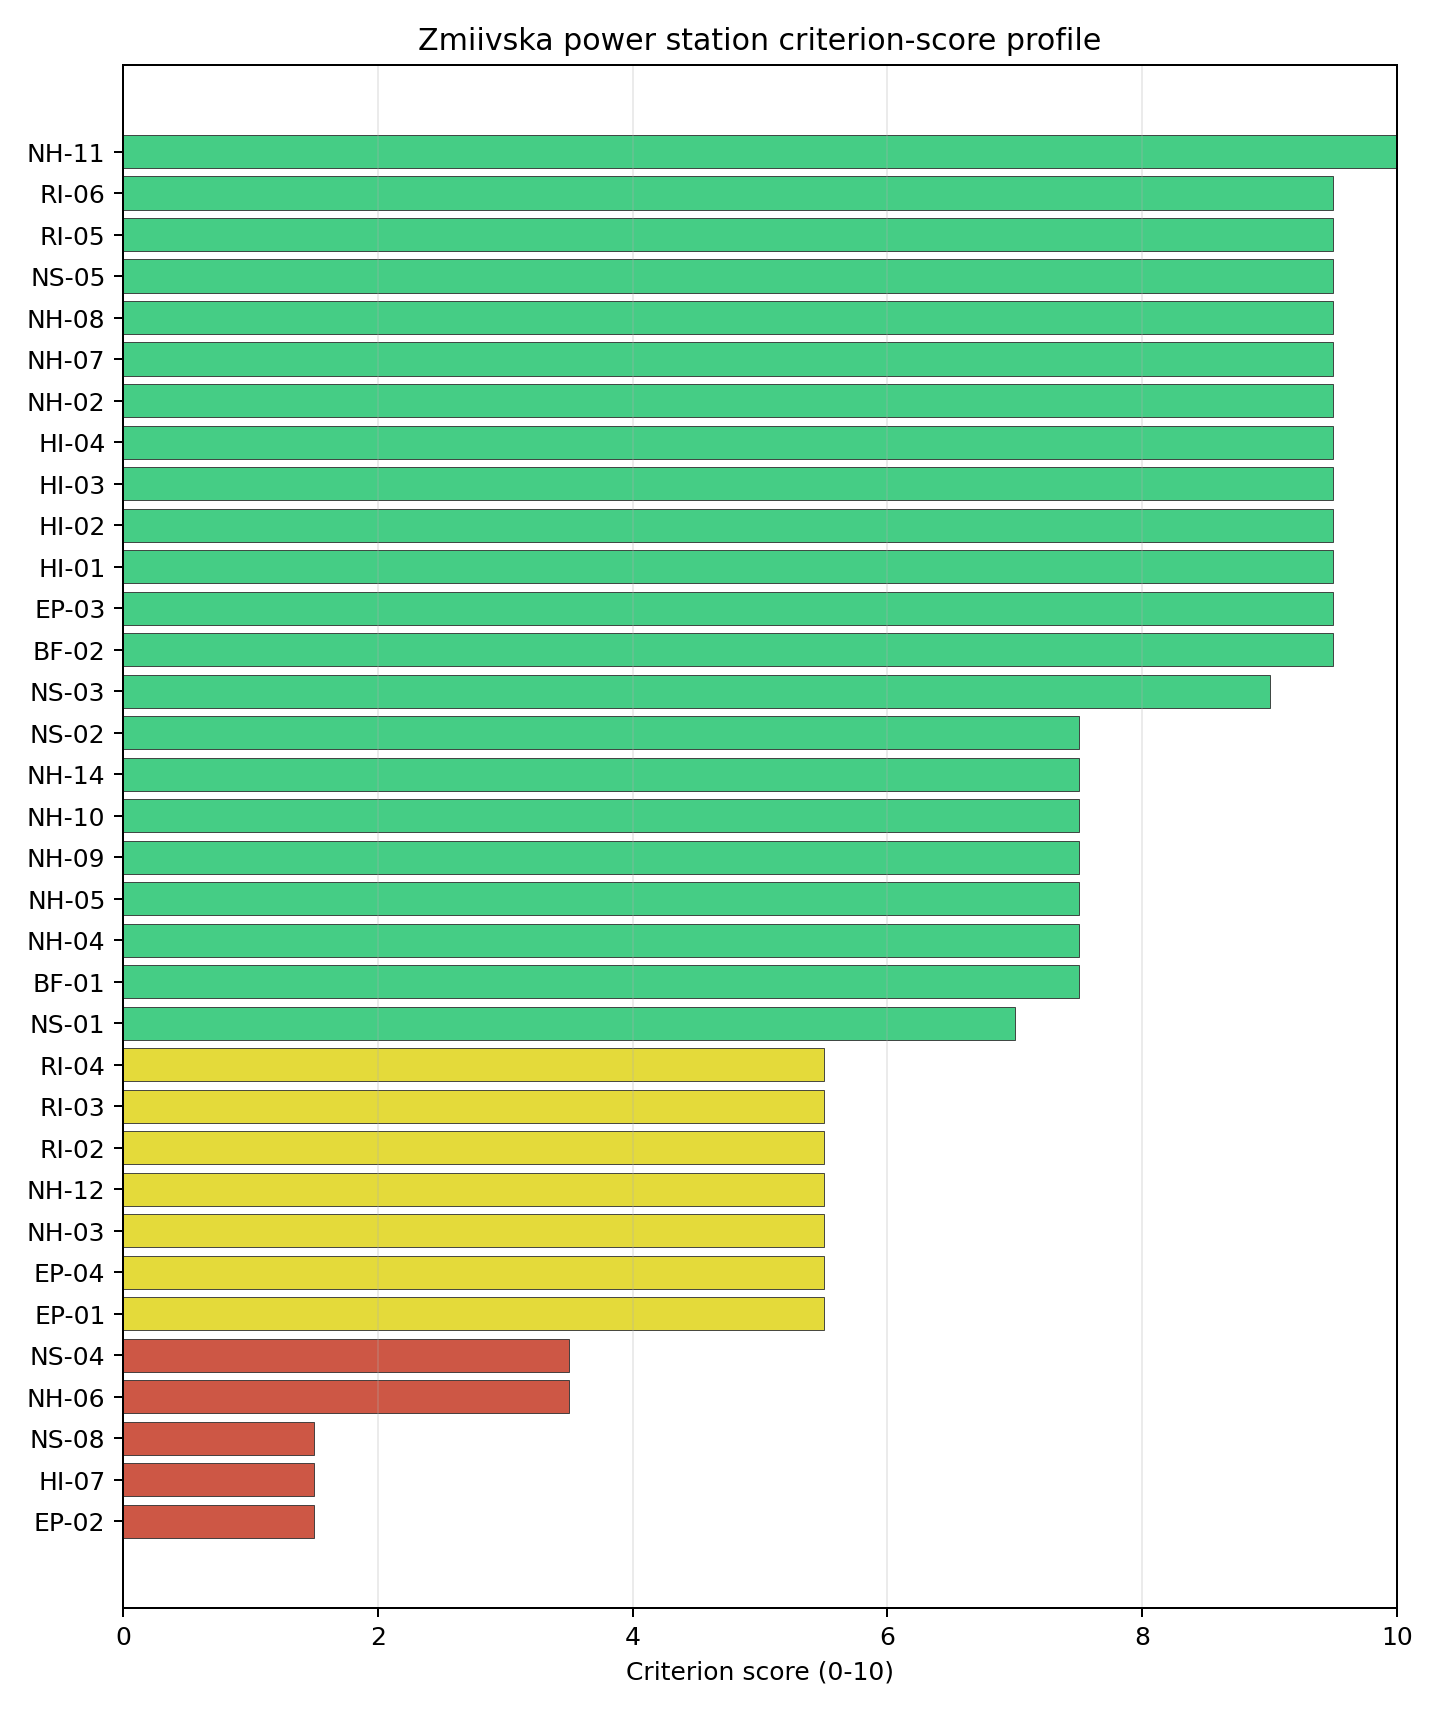 Zmiivska power station criterion-score profile
NH-11
RI-06
RI-05
NS-05
NH-08
NH-07
NH-02
HI-04
HI-03
HI-02
HI-01
EP-03
BF-02
NS-03
NS-02
NH-14
NH-10
NH-09
NH-05
NH-04
BF-01
NS-01
RI-04
RI-03
RI-02
NH-12
NH-03
EP-04
EP-01
NS-04
NH-06
NS-08
HI-07
EP-02
0 2 4 6 8 10
Criterion score (0-10)